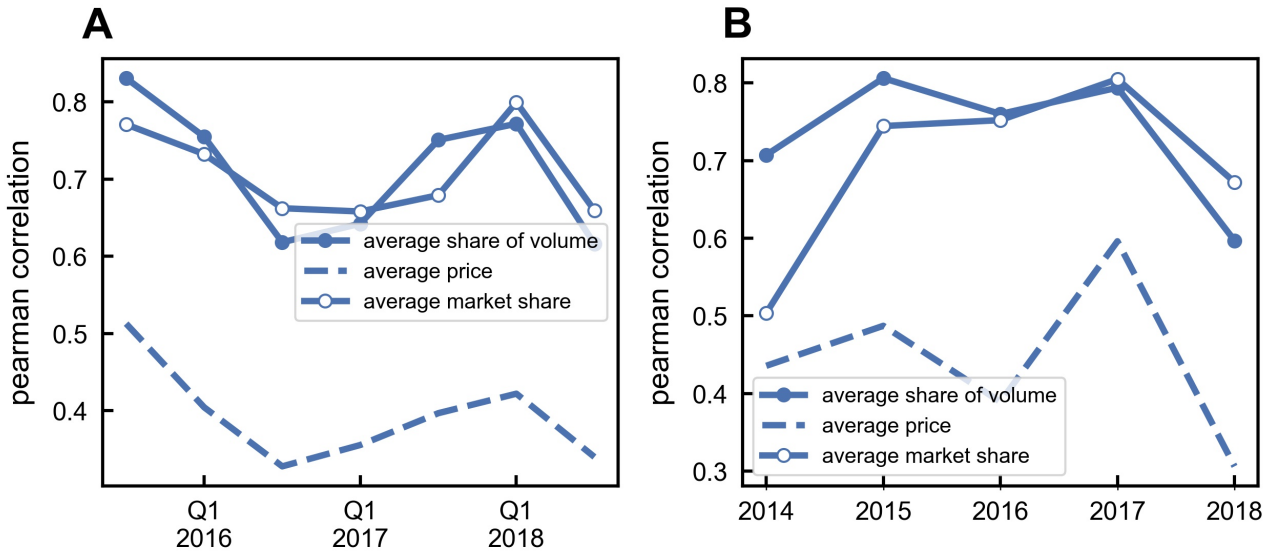 A
pearman correlation
0.8
0.7
0.6
0.5
0.4
average share of volume
average price
average market share
Q1
2016
Q1
2017
Q1
2018
B
pearman correlation
0.8
0.7
0.6
0.5
0.4
0.3
average share of volume
average price
average market share
2014
2015
2016
2017
2018